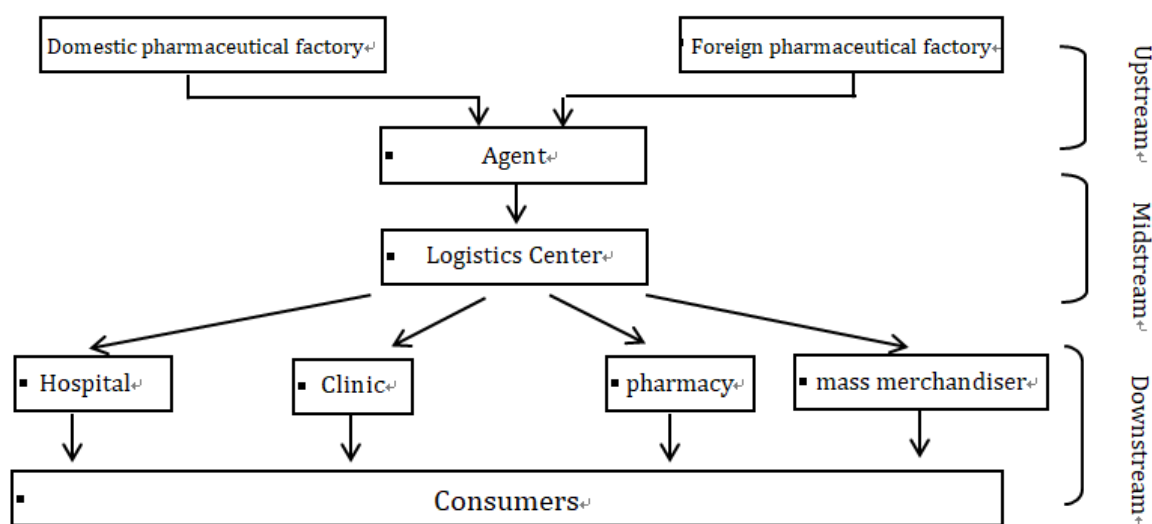 Domestic pharmaceutical factory
Foreign pharmaceutical factory
Upstream
Agent
Midstream
Logistics Center
Hospital
Clinic
pharmacy
mass merchandiser
Downstream
Consumers